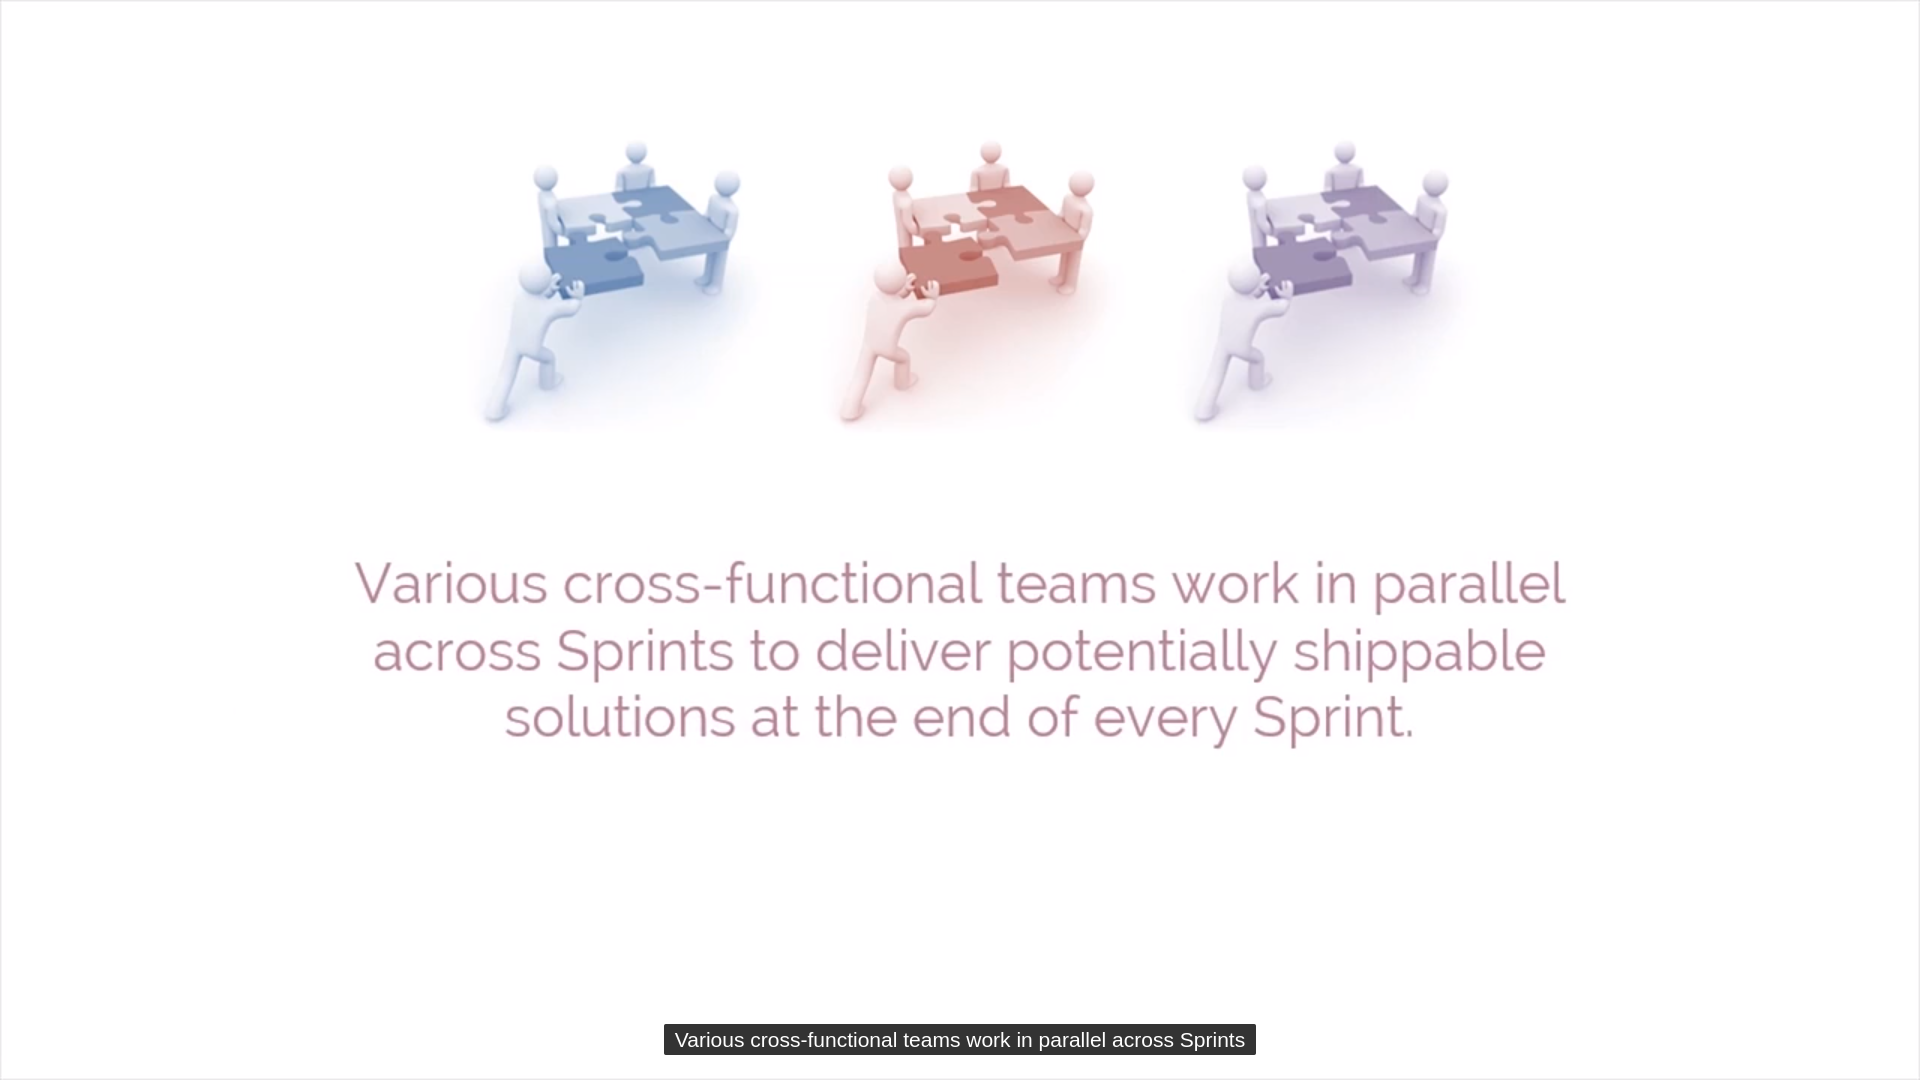 Various cross-functional teams work in parallel
across Sprints to deliver potentially shippable
solutions at the end of every Sprint.
Various cross-functional teams work in parallel across Sprints